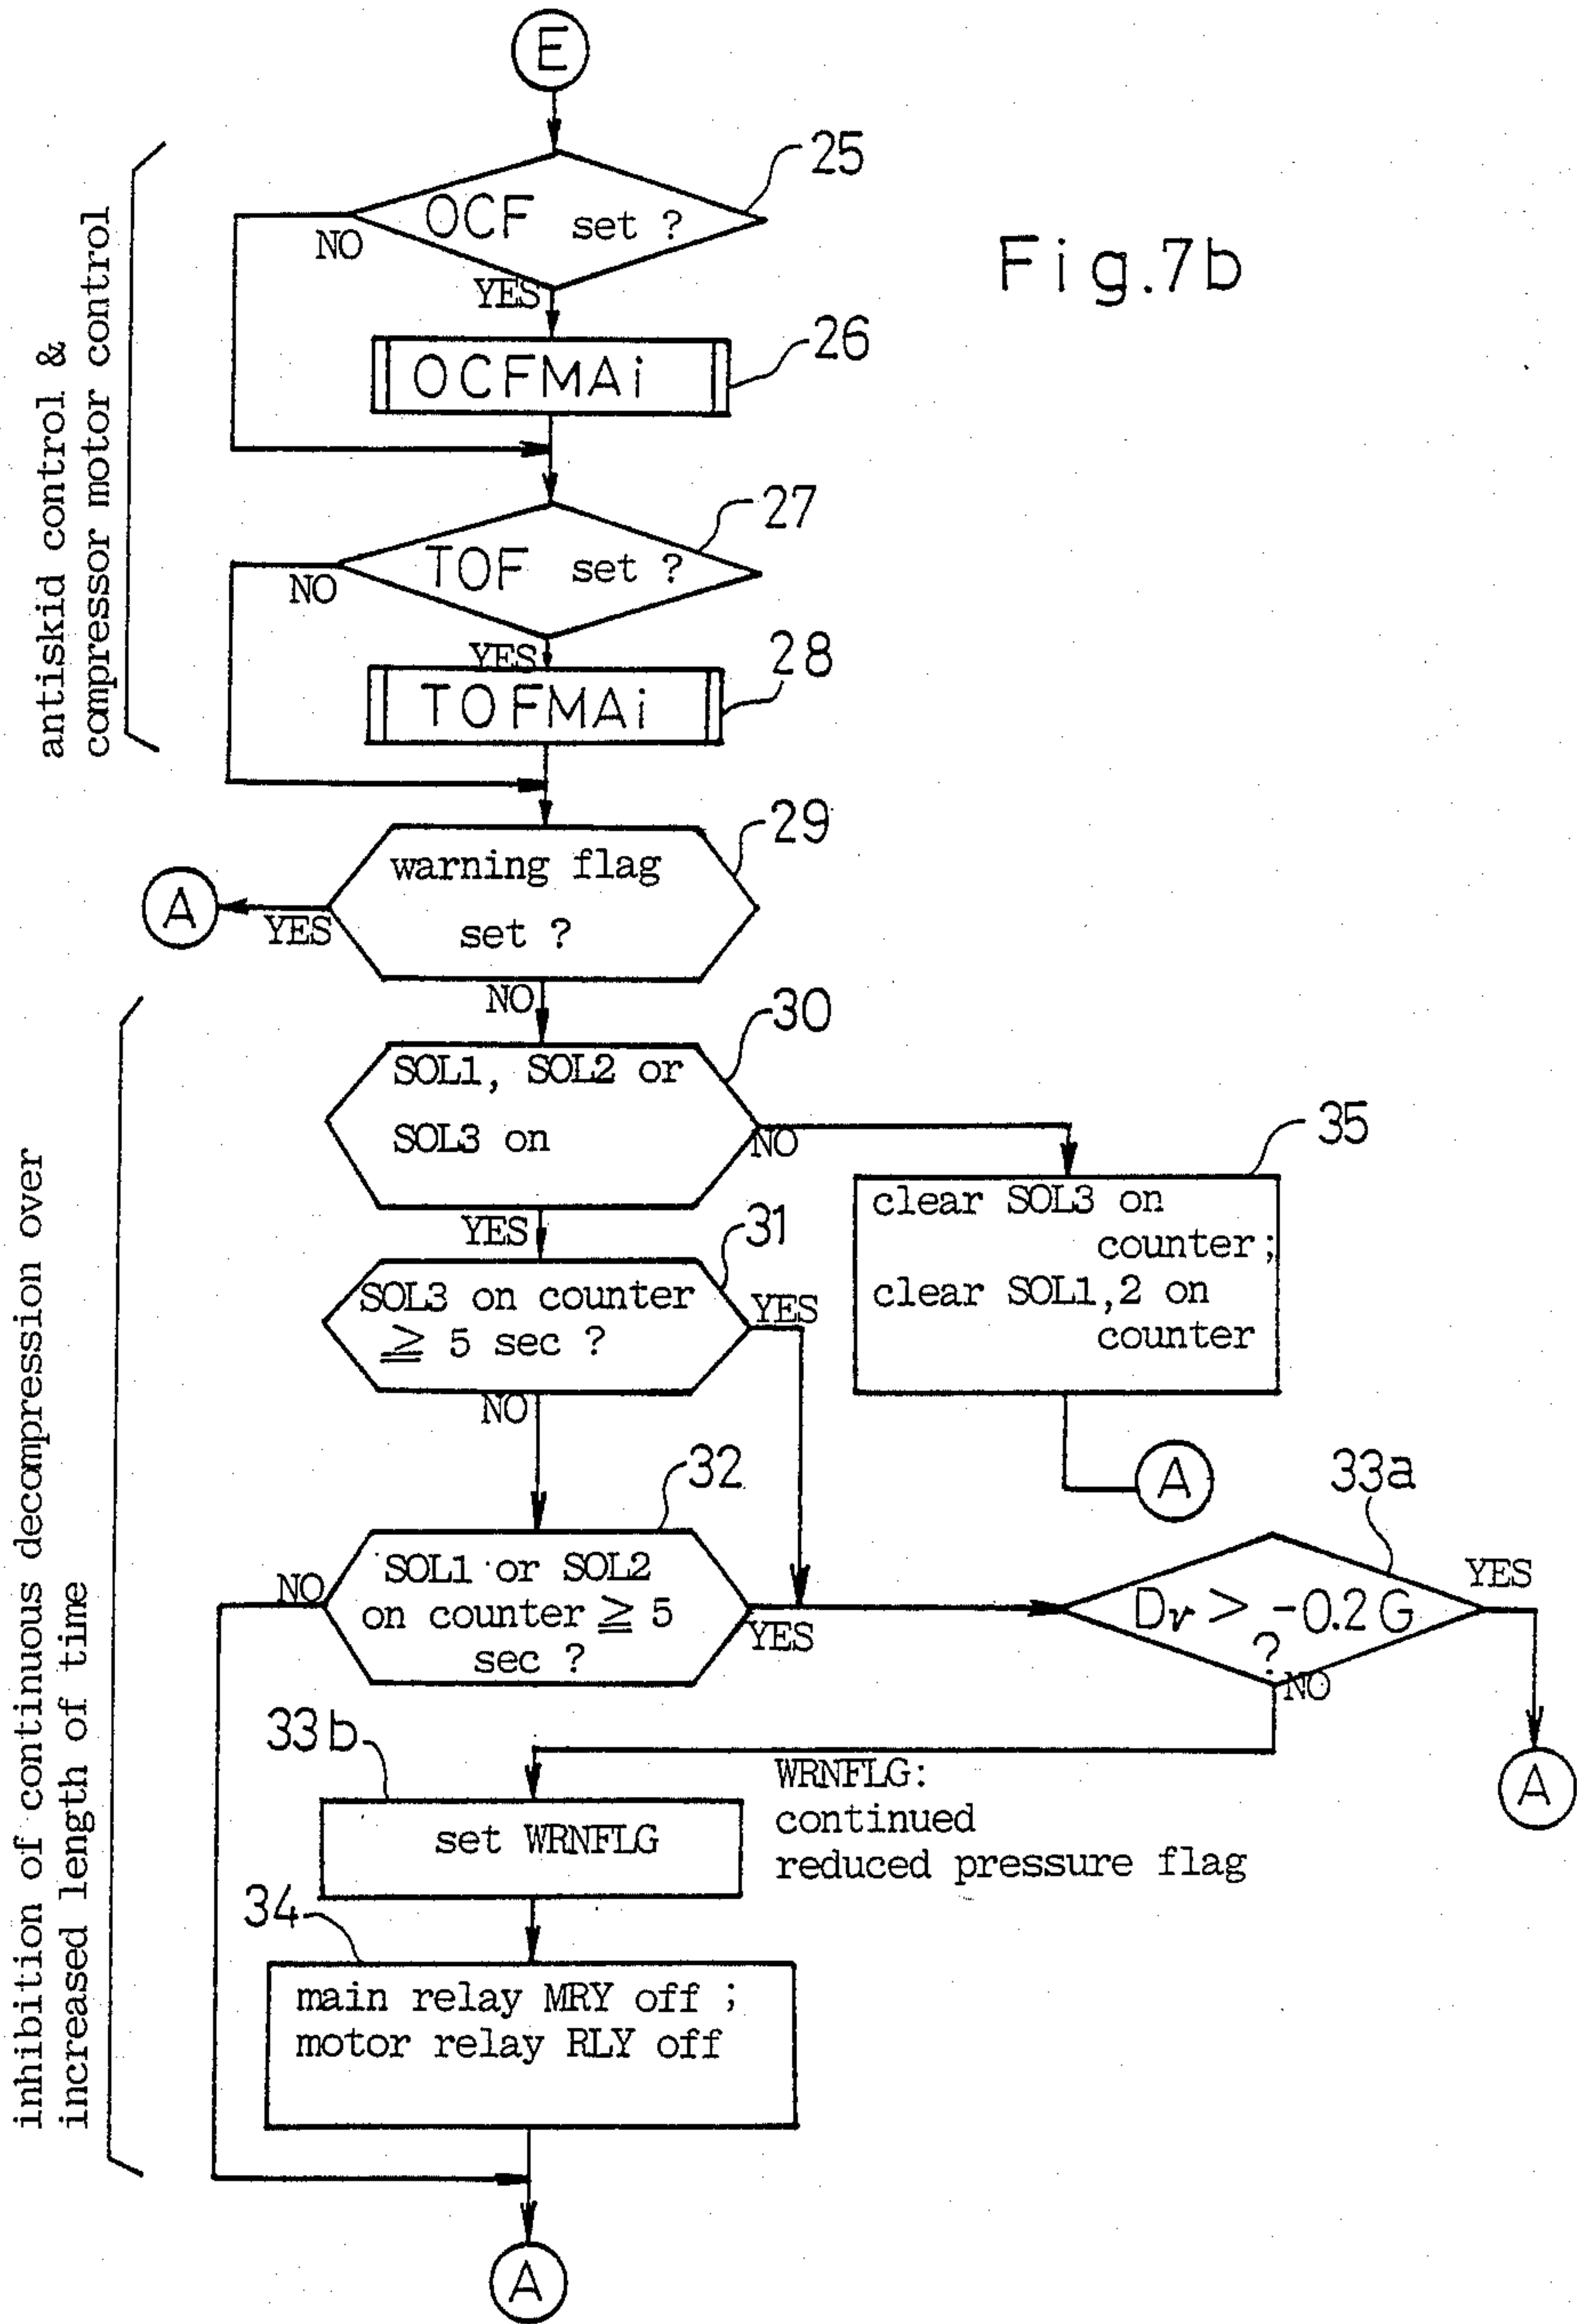 E
25
OCF set ?
NO
YES
Fig.7b
26
OCFMAi
antiskid control &
compressor motor control
27
TOF set ?
NO
YES
28
TOFMAi
29
warning flag
set ?
A
YES
NO
30
SOL1, SOL2 or
SOL3 on
NO
YES
35
clear SOL3 on
counter;
clear SOL1,2 on
counter
A
31
SOL3 on counter
≧ 5 sec ?
YES
NO
32
SOL1 or SOL2
on counter ≧ 5
sec ?
NO
YES
33a
Dv > -0.2G
?
YES
NO
A
inhibition of continuous decompression over
increased length of time
33b
set WRNFLG
WRNFLG:
continued
reduced pressure flag
34
main relay MRY off ;
motor relay RLY off
A